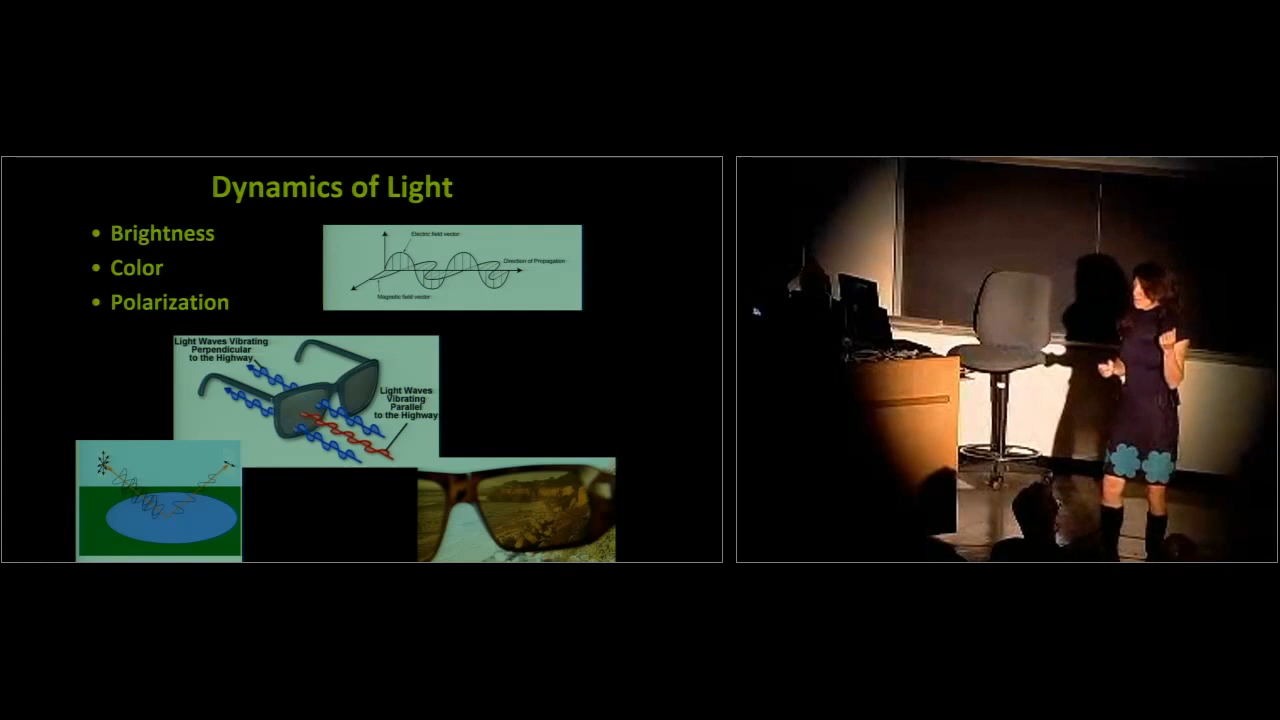 Dynamics of Light
• Brightness
• Color
• Polarization
Electric field vector
Direction of Propagation
Magnetic field vector
Light Waves Vibrating
Perpendicular
to the Highway
Light Waves
Vibrating
Parallel
to the Highway